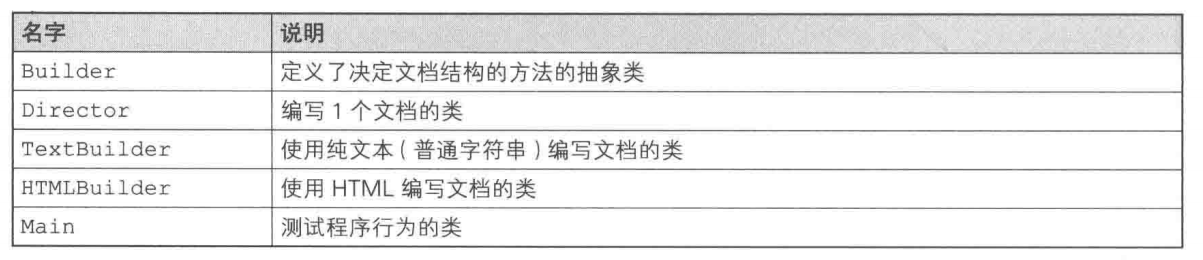 名字 说明
Builder 定义了决定文档结构的方法的抽象类
Director 编写 1 个文档的类
TextBuilder 使用纯文本（普通字符串）编写文档的类
HTMLBuilder 使用 HTML 编写文档的类
Main 测试程序行为的类